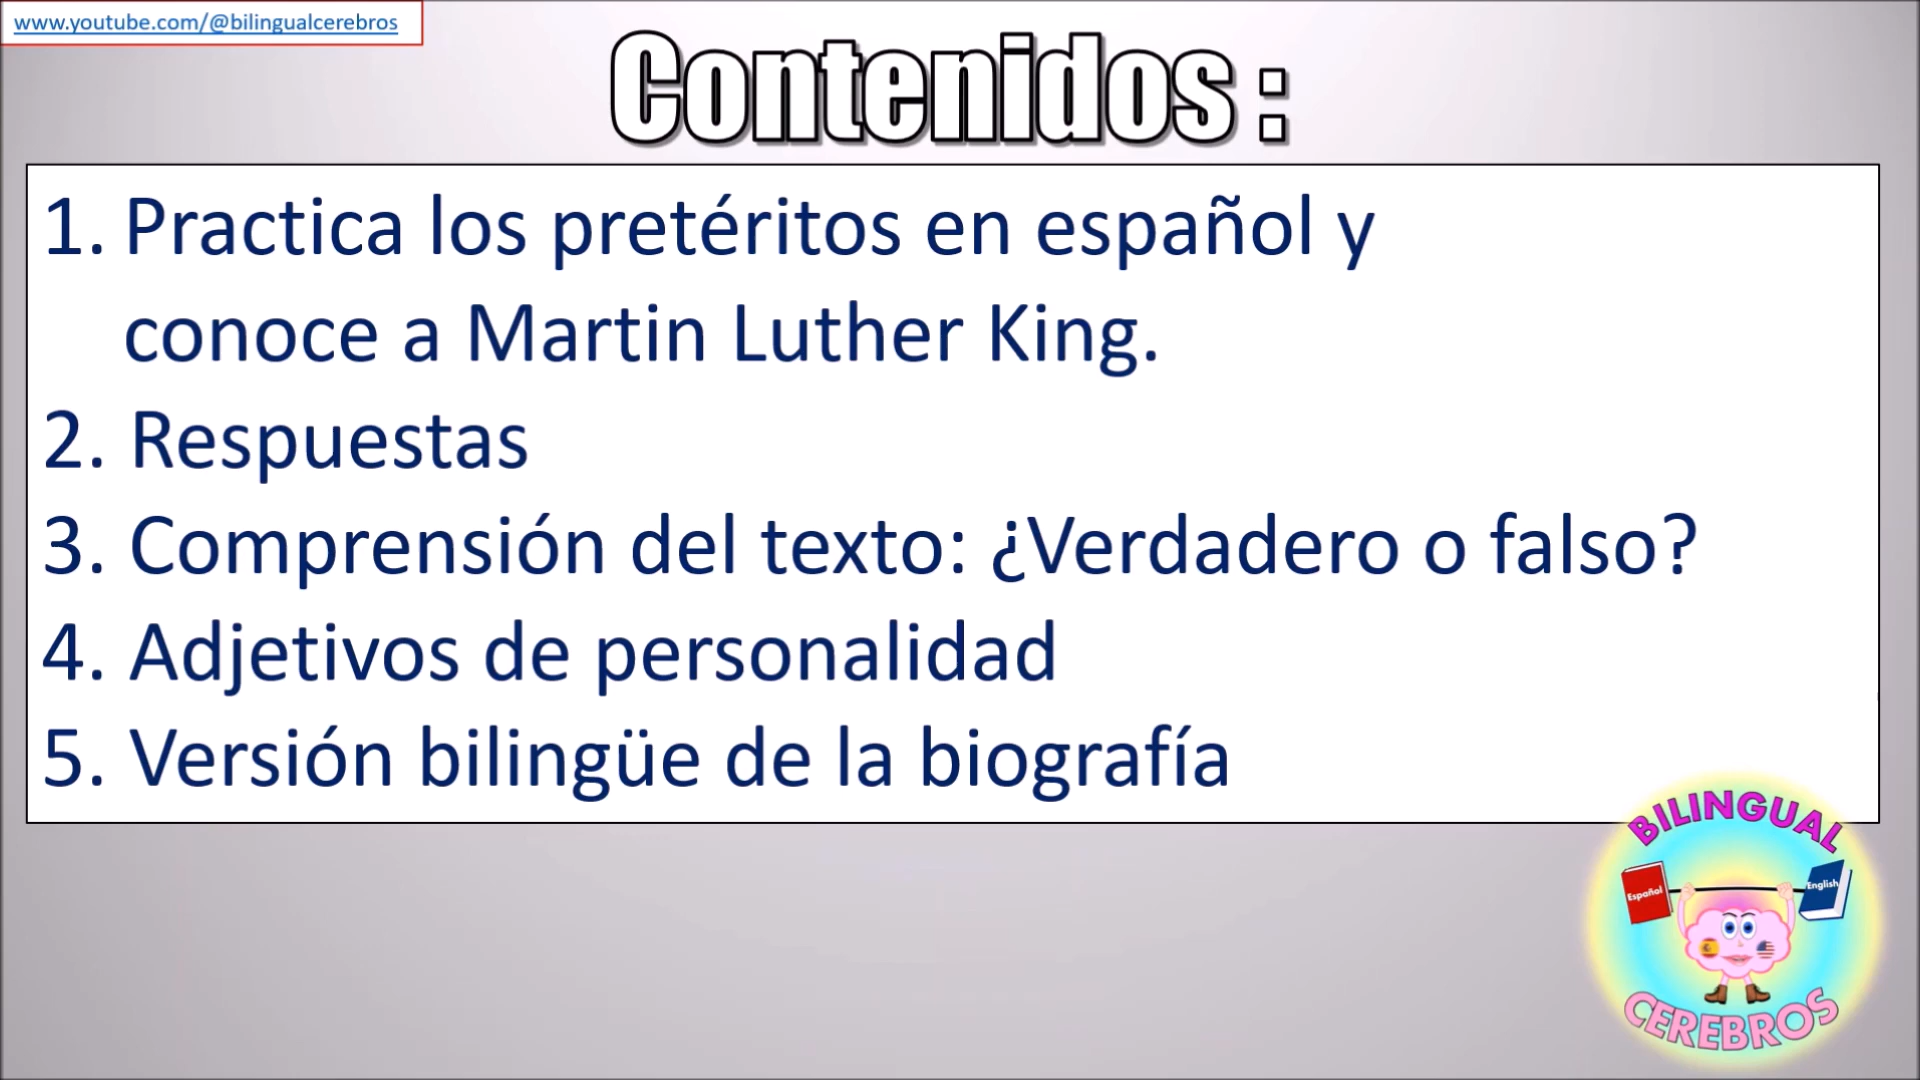 www.youtube.com/@bilingualcerebros
Contenidos :
1. Practica los pretéritos en español y
conoce a Martin Luther King.
2. Respuestas
3. Comprensión del texto: ¿Verdadero o falso?
4. Adjetivos de personalidad
5. Versión bilingüe de la biografía
BILINGUAL
Español
English
CEREBROS